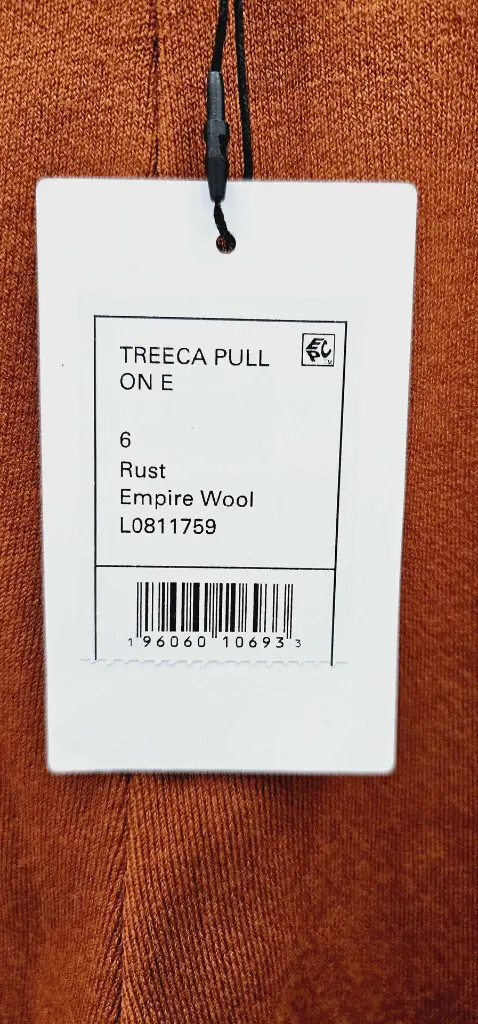 TREECA PULL
ON E
6
Rust
Empire Wool
L0811759
1 96060 10693 3